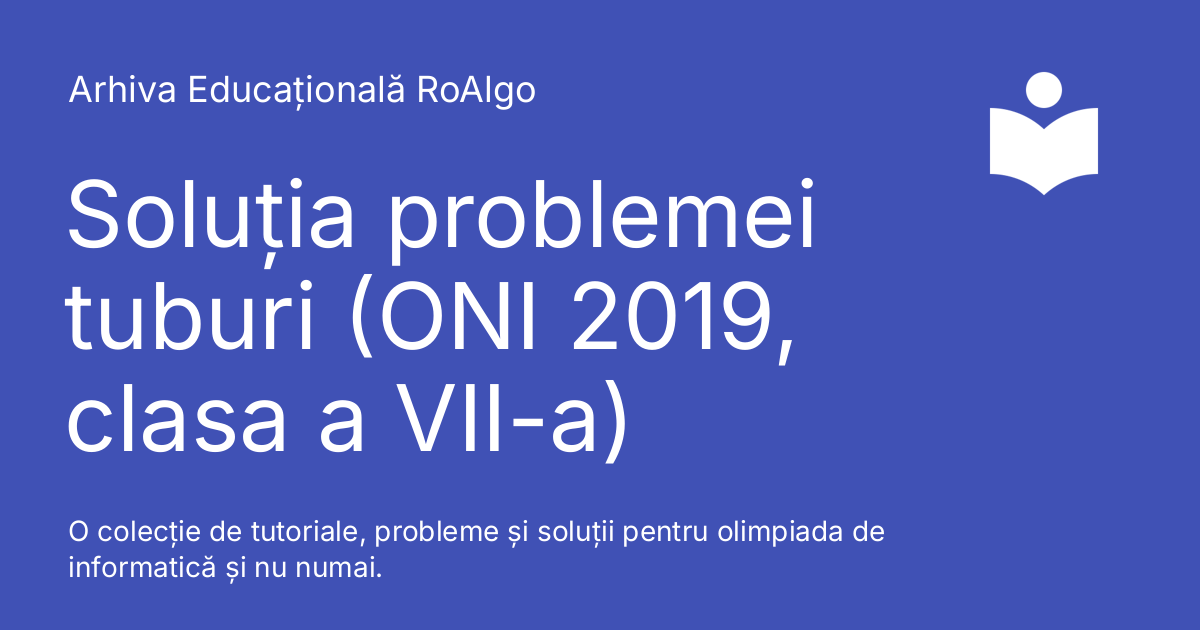 Arhiva Educațională RoAlgo
Soluția problemei
tuburi (ONI 2019,
clasa a VII-a)
O colecție de tutoriale, probleme și soluții pentru olimpiada de
informatică și nu numai.